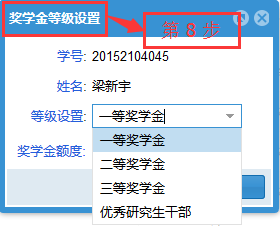 奖学金等级设置
第 8 步
学号: 20152104045
姓名: 梁新宇
等级设置: 一等奖学金
奖学金额度: 一等奖学金
二等奖学金
三等奖学金
优秀研究生干部